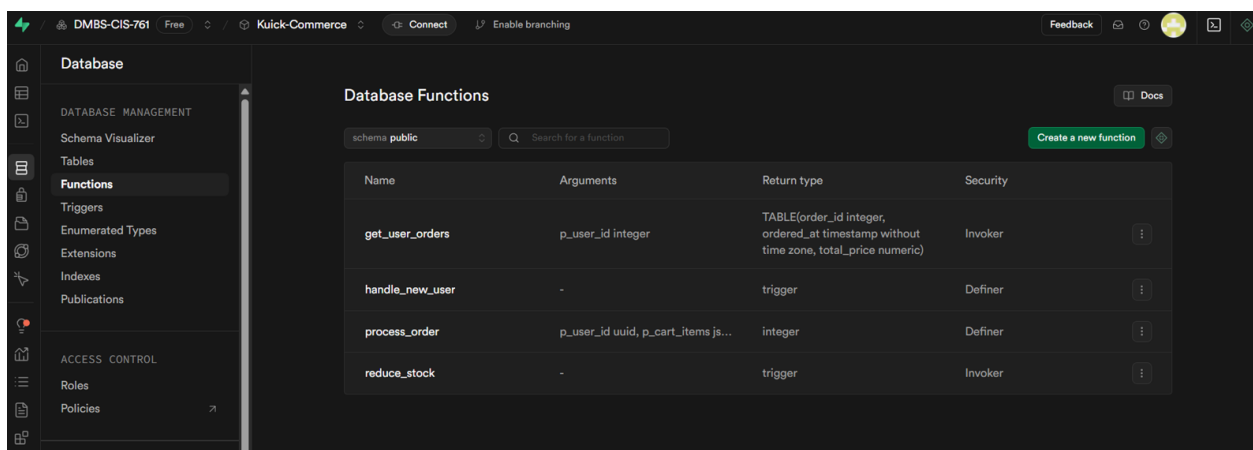 DMBS-CIS-761 Free Kuick-Commerce Connect Enable branching Feedback
Database
DATABASE MANAGEMENT
Schema Visualizer
Tables
Functions
Triggers
Enumerated Types
Extensions
Indexes
Publications
ACCESS CONTROL
Roles
Policies
Database Functions
Docs
schema public
Search for a function
Create a new function
Name Arguments Return type Security
get_user_orders p_user_id integer TABLE(order_id integer,
ordered_at timestamp without
time zone, total_price numeric) Invoker
handle_new_user - trigger Definer
process_order p_user_id uuid, p_cart_items js... integer Definer
reduce_stock - trigger Invoker